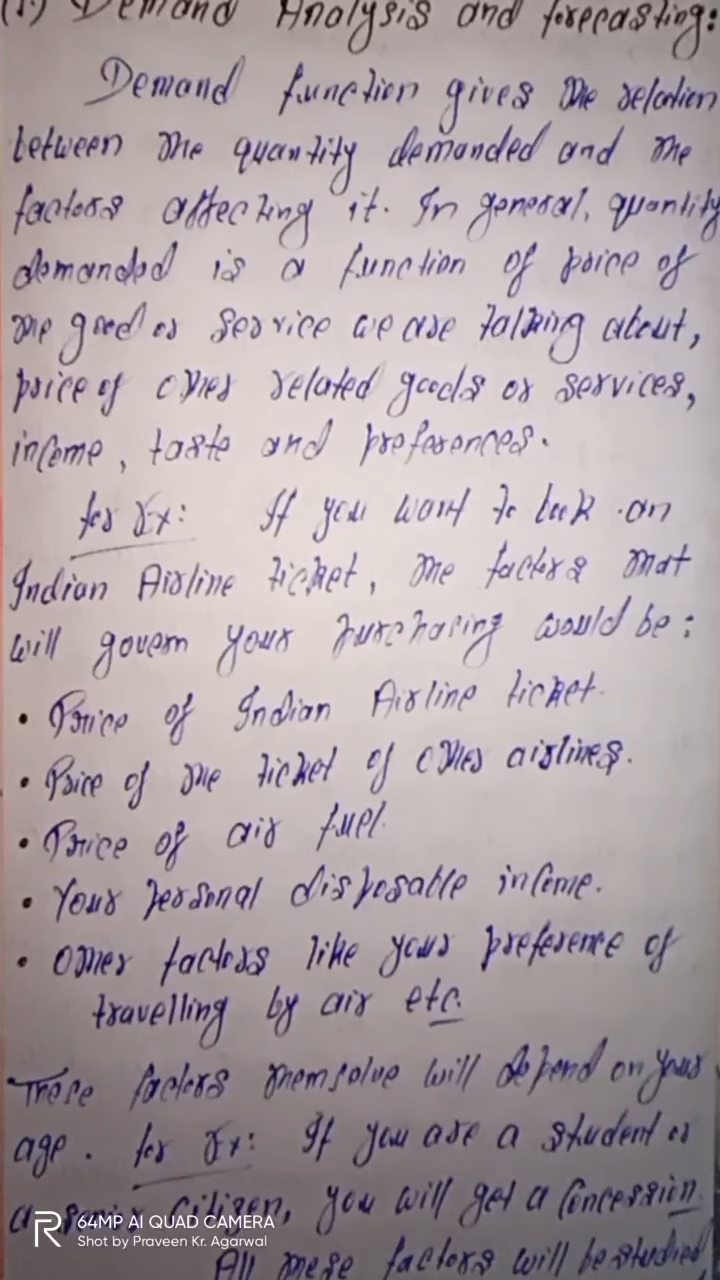 (1.) Demand Analysis and forecasting:
Demand function gives the relation
between the quantity demanded and the
factors affecting it. In general, quantity
demanded is a function of price of
the good or service we are talking about,
price of other related goods or services,
income, taste and preferences.
for Ex: If you want to book an
Indian Airline ticket, the factors that
will govern your purchasing would be:
• Price of Indian Airline ticket.
• Price of the ticket of other airlines.
• Price of air fuel.
• Your personal disposable income.
• Other factors like your preference of
travelling by air etc.
These factors themselve will depend on your
age. for Ex: If you are a student or
a senior citizen, you will get a concession.
All these factors will be studied
64MP AI QUAD CAMERA
Shot by Praveen Kr. Agarwal